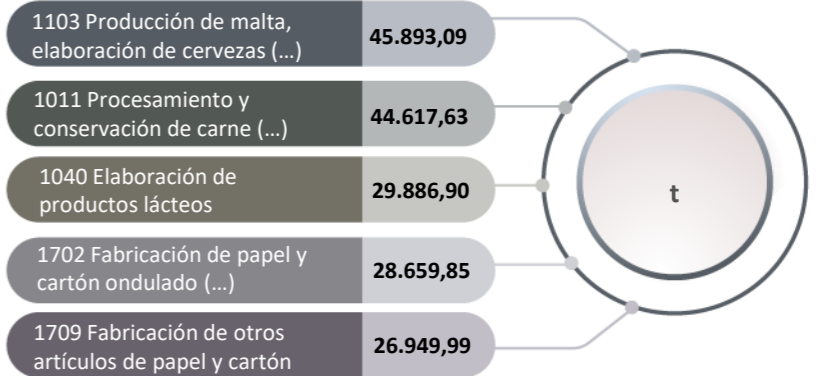 1103 Producción de malta,
elaboración de cervezas (...)
45.893,09
1011 Procesamiento y
conservación de carne (...)
44.617,63
1040 Elaboración de
productos lácteos
29.886,90
1702 Fabricación de papel y
cartón ondulado (...)
28.659,85
1709 Fabricación de otros
artículos de papel y cartón
26.949,99
t